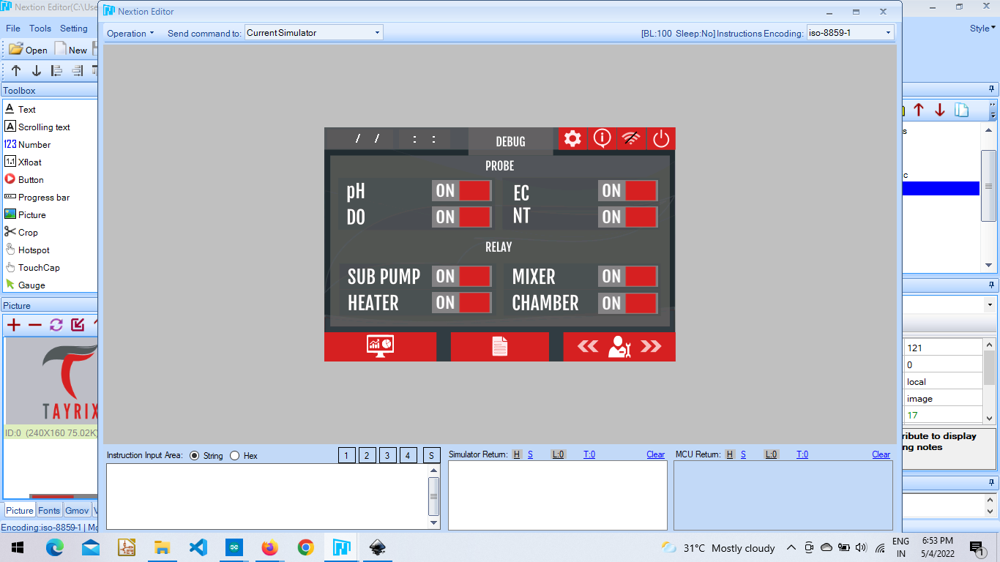 Nextion Editor(C:\Use
Nextion Editor
File Tools Setting
Operation Send command to: Current Simulator [BL:100 Sleep:No] Instructions Encoding: iso-8859-1
Style
Open New
Toolbox
Text
Scrolling text
Number
Xfloat
Button
Progress bar
Picture
Crop
Hotspot
TouchCap
Gauge
/ / : : DEBUG
PROBE
pH ON EC ON
DO ON NT ON
RELAY
SUB PUMP ON MIXER ON
HEATER ON CHAMBER ON
Picture
TAYRIX
ID:0 (240X160 75.02K)
121
0
local
image
17
ribute to display
ng notes
Instruction Input Area: String Hex 1 2 3 4 S
Simulator Return: H S L:0 T:0 Clear
MCU Return: H S L:0 T:0 Clear
Picture Fonts Gmov V
Encoding:iso-8859-1 | Mo
31°C Mostly cloudy
ENG
IN
6:53 PM
5/4/2022
1